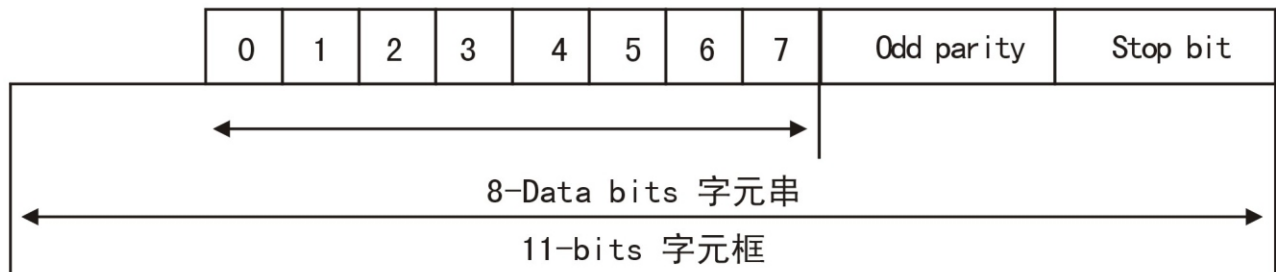 0 1 2 3 4 5 6 7 Odd parity Stop bit
8-Data bits 字元串
11-bits 字元框